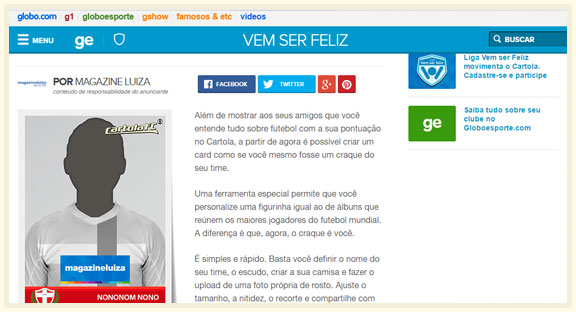 globo.com | g1 | globoesporte | gshow | famosos & etc | vídeos
MENU ge VEM SER FELIZ BUSCAR
magazineluiza POR MAGAZINE LUIZA
conteúdo de responsabilidade do anunciante
FACEBOOK TWITTER
Liga Vem ser Feliz
movimenta o Cartola.
Cadastre-se e participe
ge
Saiba tudo sobre seu
clube no
Globoesporte.com
CartolaFC
magazineluiza
NONONOM NONO
Além de mostrar aos seus amigos que você
entende tudo sobre futebol com a sua pontuação
no Cartola, a partir de agora é possível criar um
card como se você mesmo fosse um craque do
seu time.
Uma ferramenta especial permite que você
personalize uma figurinha igual ao de álbuns que
reúnem os maiores jogadores do futebol mundial.
A diferença é que, agora, o craque é você.
É simples e rápido. Basta você definir o nome do
seu time, o escudo, criar a sua camisa e fazer o
upload de uma foto própria de rosto. Ajuste o
tamanho, a nitidez, o recorte e compartilhe com